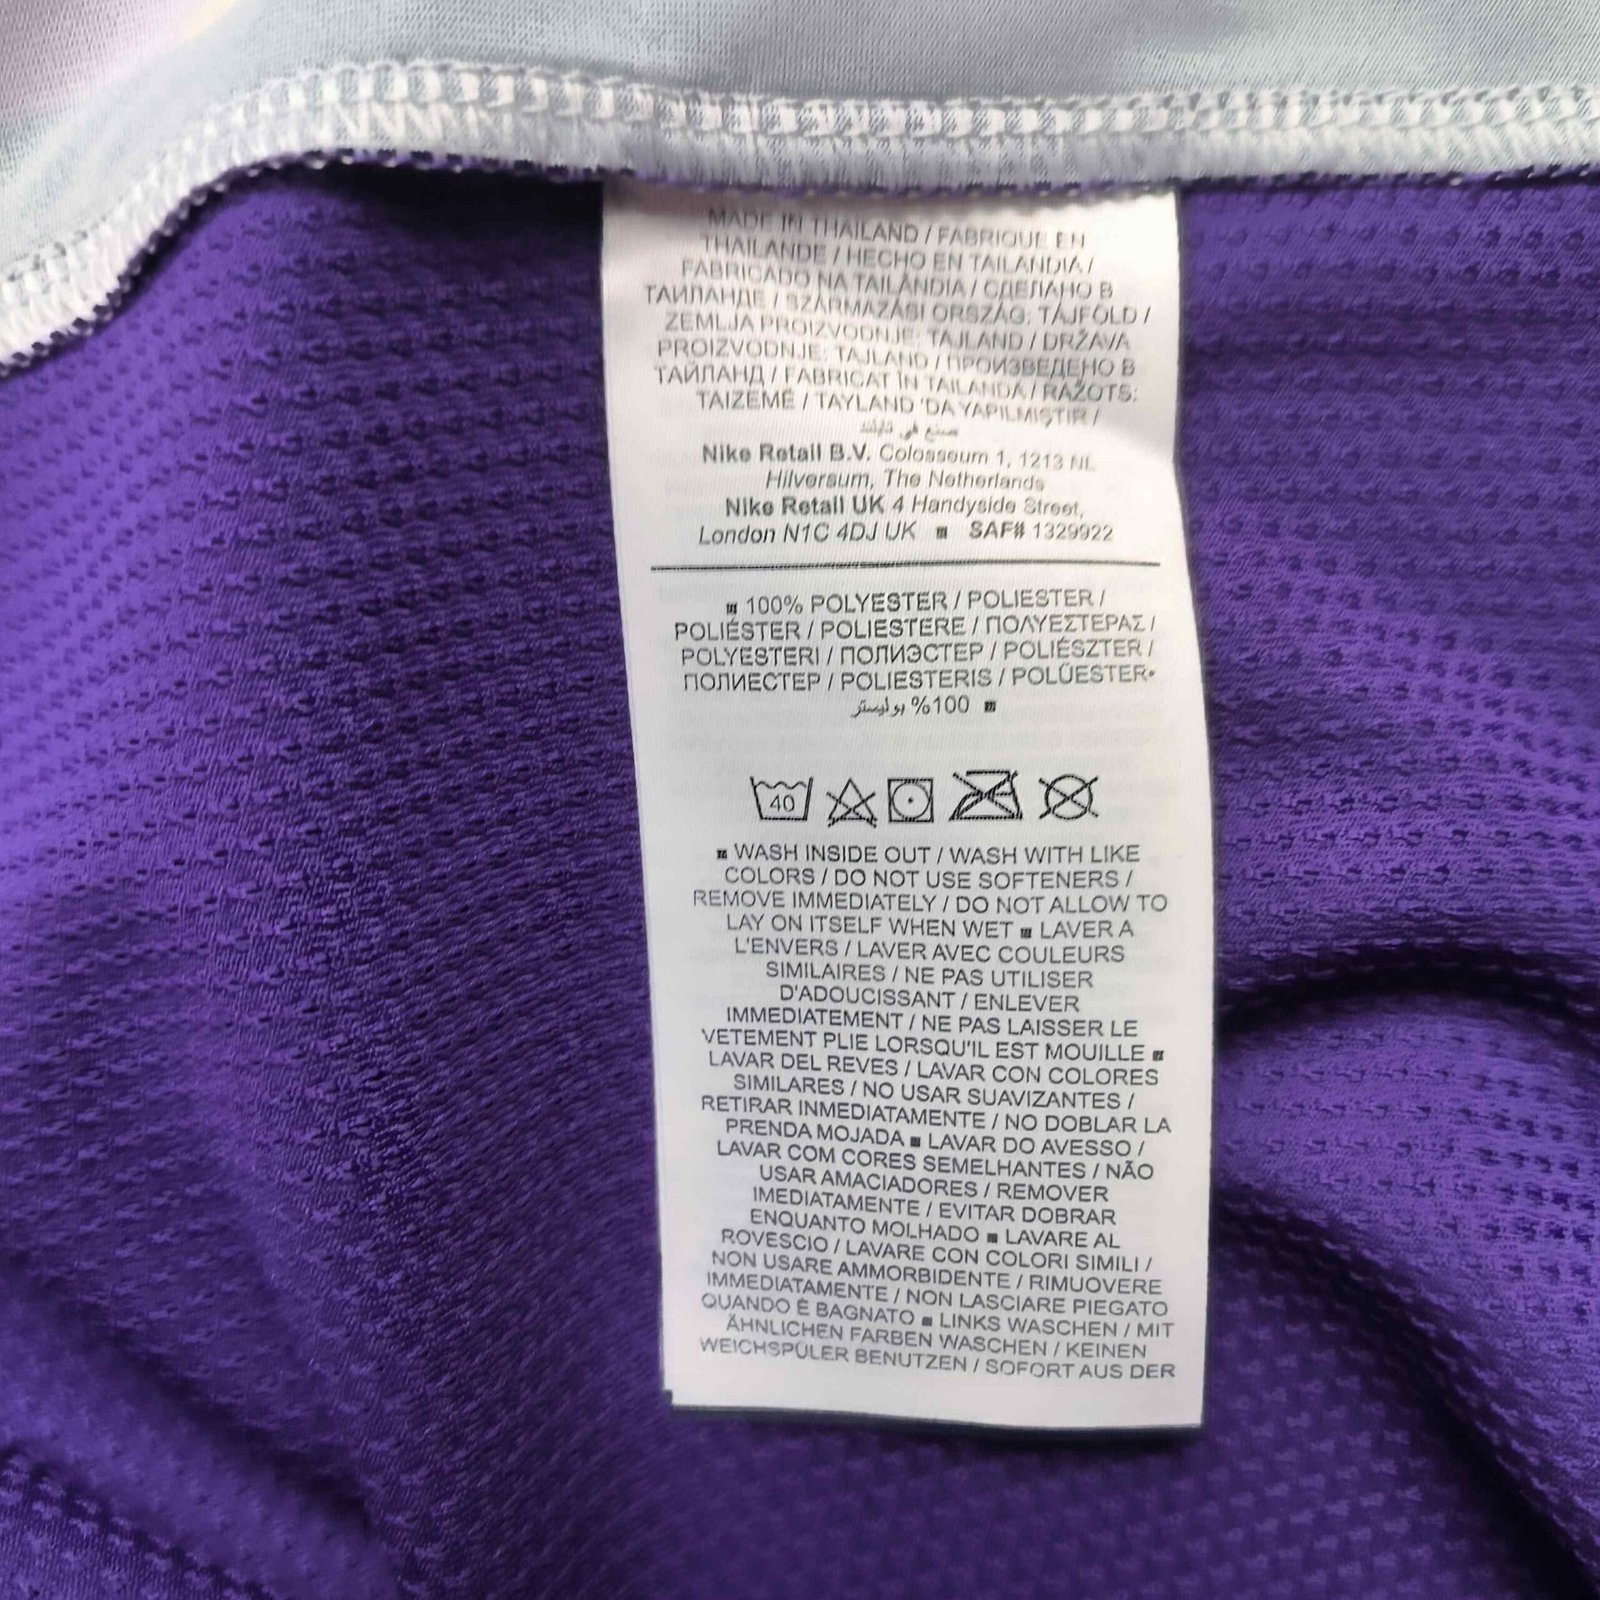 MADE IN THAILAND / FABRIQUE EN
THAILANDE / HECHO EN TAILANDIA /
FABRICADO NA TAILÂNDIA / СДЕЛАНО В
ТАИЛАНДЕ / SZÁRMAZÁSI ORSZÁG: TÁJFÖLD /
ZEMLJA PROIZVODNJE: TAJLAND / DRŽAVA
PROIZVODNJE: TAJLAND / ПРОИЗВЕДЕНО В
ТАЙЛАНД / FABRICAT ÎN TAILANDA / RAŽOTS:
TAIZEMĒ / TAYLAND 'DA YAPILMIŞTIR /
صنع في تايلند
Nike Retail B.V. Colosseum 1, 1213 NL
Hilversum, The Netherlands
Nike Retail UK 4 Handyside Street,
London N1C 4DJ UK ■ SAF# 1329922
■ 100% POLYESTER / POLIESTER /
POLIÉSTER / POLIESTERE / ΠΟΛΥΕΣΤΕΡΑΣ /
POLYESTERI / ПОЛИЭСТЕР / POLIÉSZTER /
ПОЛИЕСТЕР / POLIESTERIS / POLÜESTER•
100% بوليستر ■
40
■ WASH INSIDE OUT / WASH WITH LIKE
COLORS / DO NOT USE SOFTENERS /
REMOVE IMMEDIATELY / DO NOT ALLOW TO
LAY ON ITSELF WHEN WET ■ LAVER A
L'ENVERS / LAVER AVEC COULEURS
SIMILAIRES / NE PAS UTILISER
D'ADOUCISSANT / ENLEVER
IMMEDIATEMENT / NE PAS LAISSER LE
VETEMENT PLIE LORSQU'IL EST MOUILLE ■
LAVAR DEL REVES / LAVAR CON COLORES
SIMILARES / NO USAR SUAVIZANTES /
RETIRAR INMEDIATAMENTE / NO DOBLAR LA
PRENDA MOJADA ■ LAVAR DO AVESSO /
LAVAR COM CORES SEMELHANTES / NÃO
USAR AMACIADORES / REMOVER
IMEDIATAMENTE / EVITAR DOBRAR
ENQUANTO MOLHADO ■ LAVARE AL
ROVESCIO / LAVARE CON COLORI SIMILI /
NON USARE AMMORBIDENTE / RIMUOVERE
IMMEDIATAMENTE / NON LASCIARE PIEGATO
QUANDO È BAGNATO ■ LINKS WASCHEN / MIT
ÄHNLICHEN FARBEN WASCHEN / KEINEN
WEICHSPÜLER BENUTZEN / SOFORT AUS DER